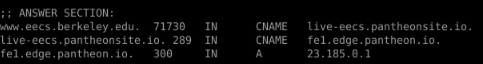 ;; ANSWER SECTION:
www.eecs.berkeley.edu. 71730 IN CNAME live-eecs.pantheonsite.io.
live-eecs.pantheonsite.io. 289 IN CNAME fe1.edge.pantheon.io.
fe1.edge.pantheon.io. 300 IN A 23.185.0.1